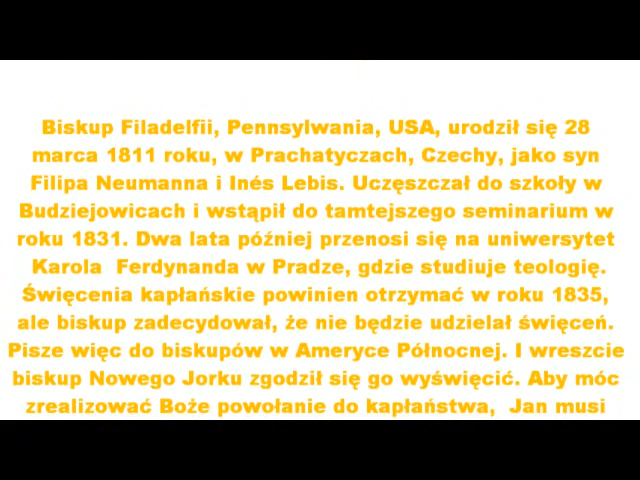 Biskup Filadelfii, Pennsylwania, USA, urodził się 28
marca 1811 roku, w Prachatyczach, Czechy, jako syn
Filipa Neumanna i Inés Lebis. Uczęszczał do szkoły w
Budziejowicach i wstąpił do tamtejszego seminarium w
roku 1831. Dwa lata później przenosi się na uniwersytet
Karola  Ferdynanda w Pradze, gdzie studiuje teologię.
Święcenia kapłańskie powinien otrzymać w roku 1835,
ale biskup zadecydował, że nie będzie udzielał święceń.
Pisze więc do biskupów w Ameryce Północnej. I wreszcie
biskup Nowego Jorku zgodził się go wyświęcić. Aby móc
zrealizować Boże powołanie do kapłaństwa,  Jan musi